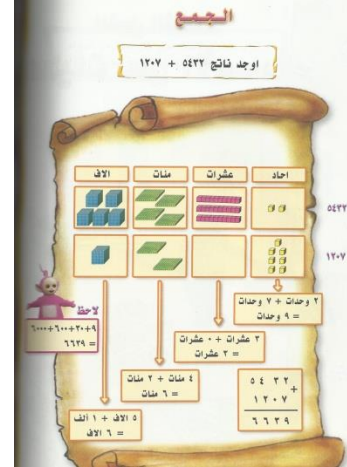 الجمع
اوجد ناتج ٥٤٣٢ + ١٢٠٧
احاد
عشرات
مئات
الاف
٥٤٣٢
١٢٠٧
٢ وحدات + ٧ وحدات
= ٩ وحدات
٣ عشرات + ٠ عشرات
= ٣ عشرات
٤ مئات + ٢ مئات
= ٦ مئات
٥ الاف + ١ ألف
= ٦ الاف
لاحظ
٩+٣٠+٦٠٠+٦٠٠٠
= ٦٦٣٩
٥٤٣٢
+
١٢٠٧
٦٦٣٩